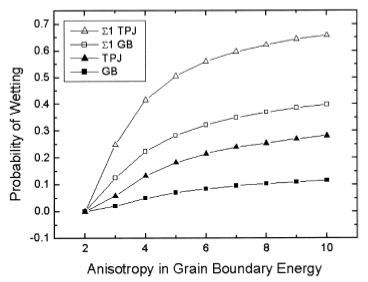 0.7
0.6
0.5
0.4
0.3
0.2
0.1
0.0
-0.1
Probability of Wetting
Σ1 TPJ
Σ1 GB
TPJ
GB
2 4 6 8 10
Anisotropy in Grain Boundary Energy